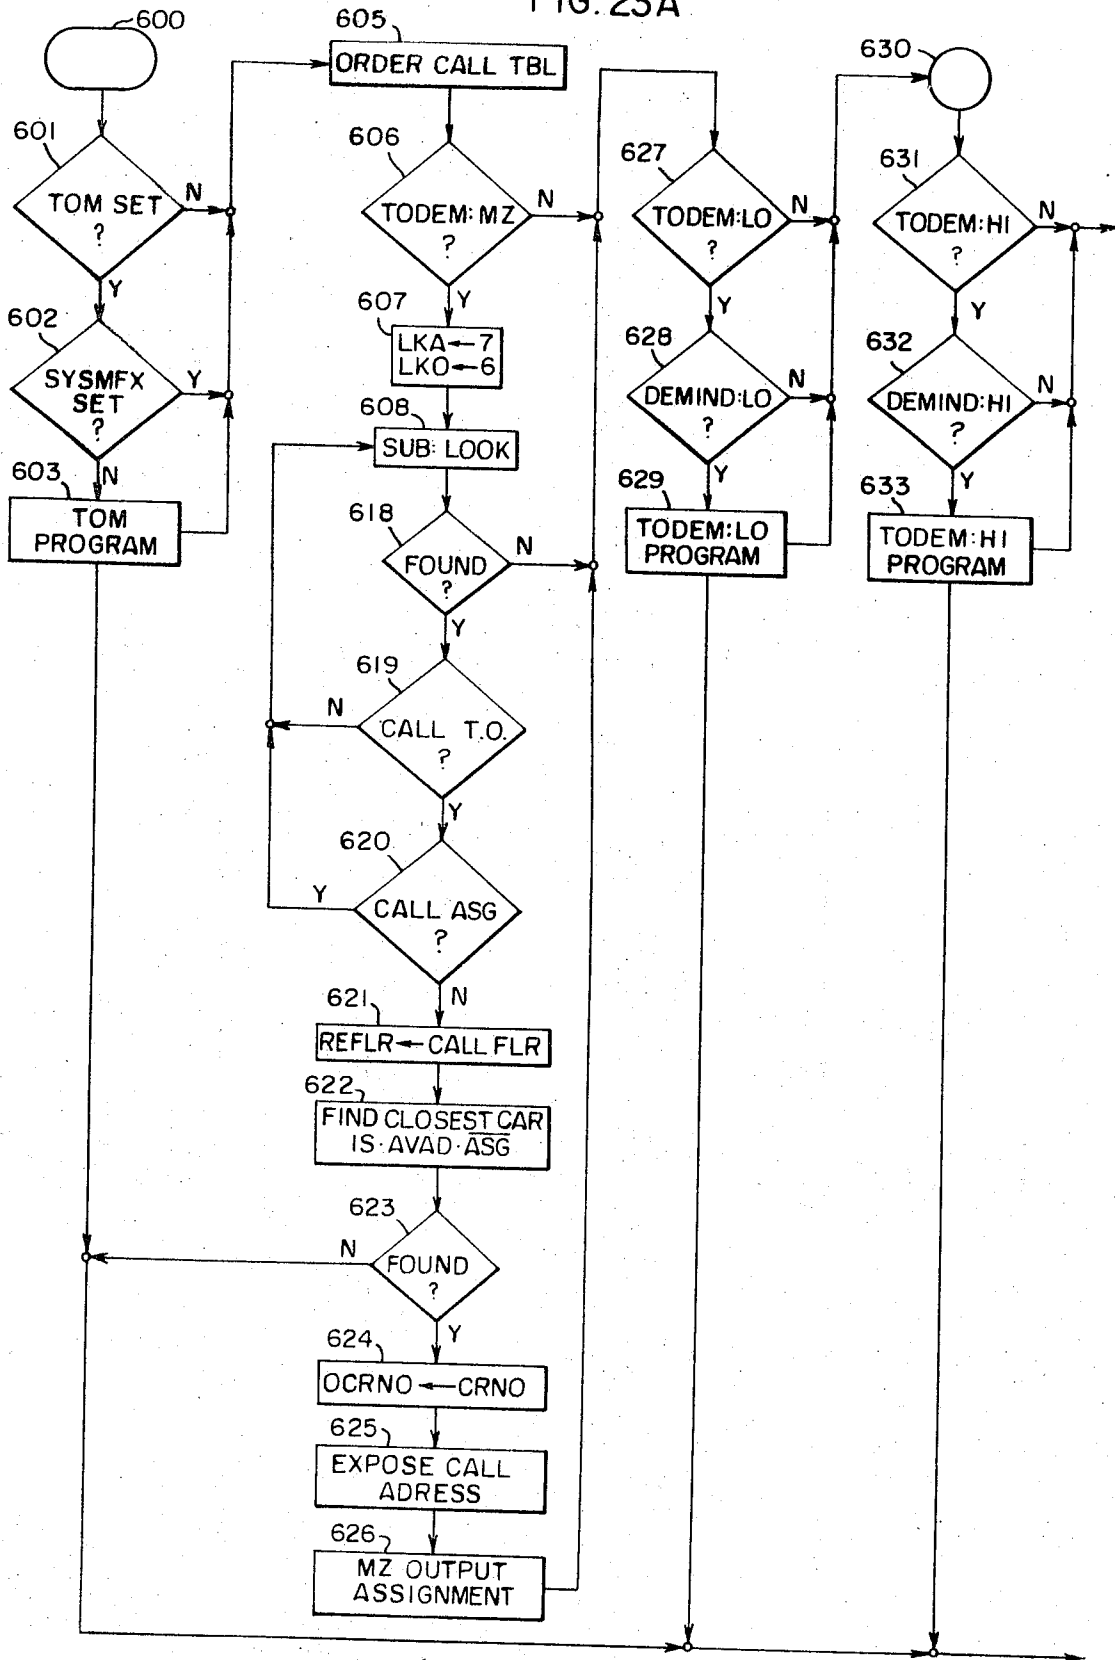 FIG. 23A
600
601
TOM SET
?
N
Y
602
SYSMFX
SET
?
Y
N
603
TOM
PROGRAM
605
ORDER CALL TBL
606
TODEM: MZ
?
N
Y
607
LKA←7
LKO←6
608
SUB: LOOK
618
FOUND
?
N
Y
619
CALL T.O.
?
N
Y
620
CALL ASG
?
Y
N
621
REFLR←CALL FLR
622
FIND CLOSEST CAR
IS·AVAD·A̅S̅G̅
623
FOUND
?
N
Y
624
OCRNO←CRNO
625
EXPOSE CALL
ADRESS
626
MZ OUTPUT
ASSIGNMENT
627
TODEM:LO
?
N
Y
628
DEMIND:LO
?
N
Y
629
TODEM:LO
PROGRAM
630
631
TODEM:HI
?
N
Y
632
DEMIND:HI
?
N
Y
633
TODEM:HI
PROGRAM